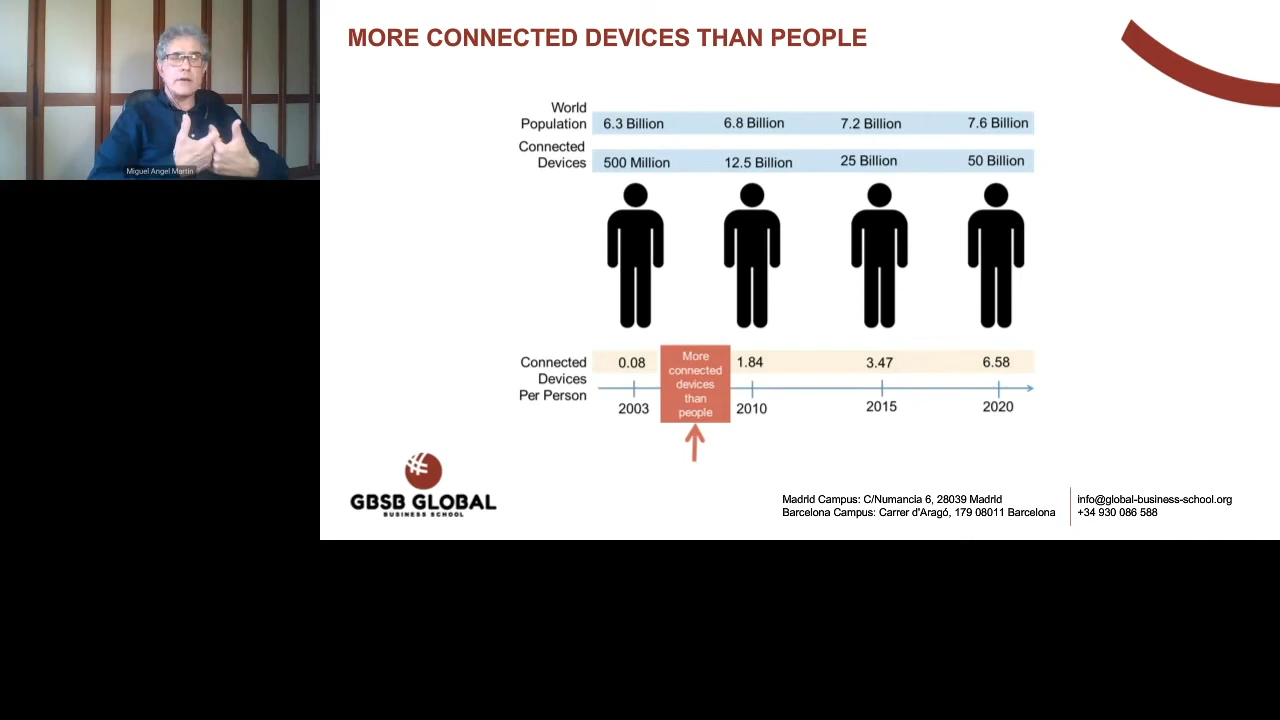 MORE CONNECTED DEVICES THAN PEOPLE
Miguel Angel Martín
World
Population
6.3 Billion
6.8 Billion
7.2 Billion
7.6 Billion
Connected
Devices
500 Million
12.5 Billion
25 Billion
50 Billion
Connected
Devices
Per Person
0.08
More
connected
devices
than
people
1.84
3.47
6.58
2003
2010
2015
2020
GBSB GLOBAL
BUSINESS SCHOOL
Madrid Campus: C/Numancia 6, 28039 Madrid
Barcelona Campus: Carrer d'Aragó, 179 08011 Barcelona
info@global-business-school.org
+34 930 086 588